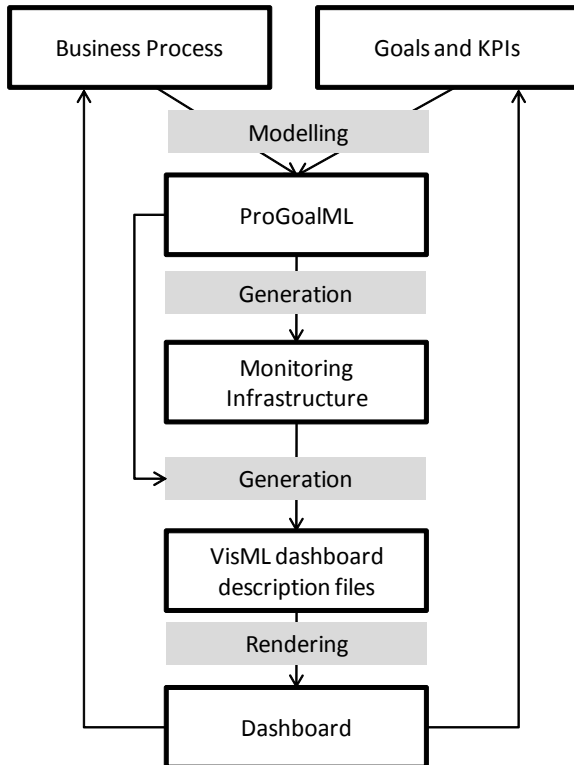 Business Process
Goals and KPIs
Modelling
ProGoalML
Generation
Monitoring
Infrastructure
Generation
VisML dashboard
description files
Rendering
Dashboard